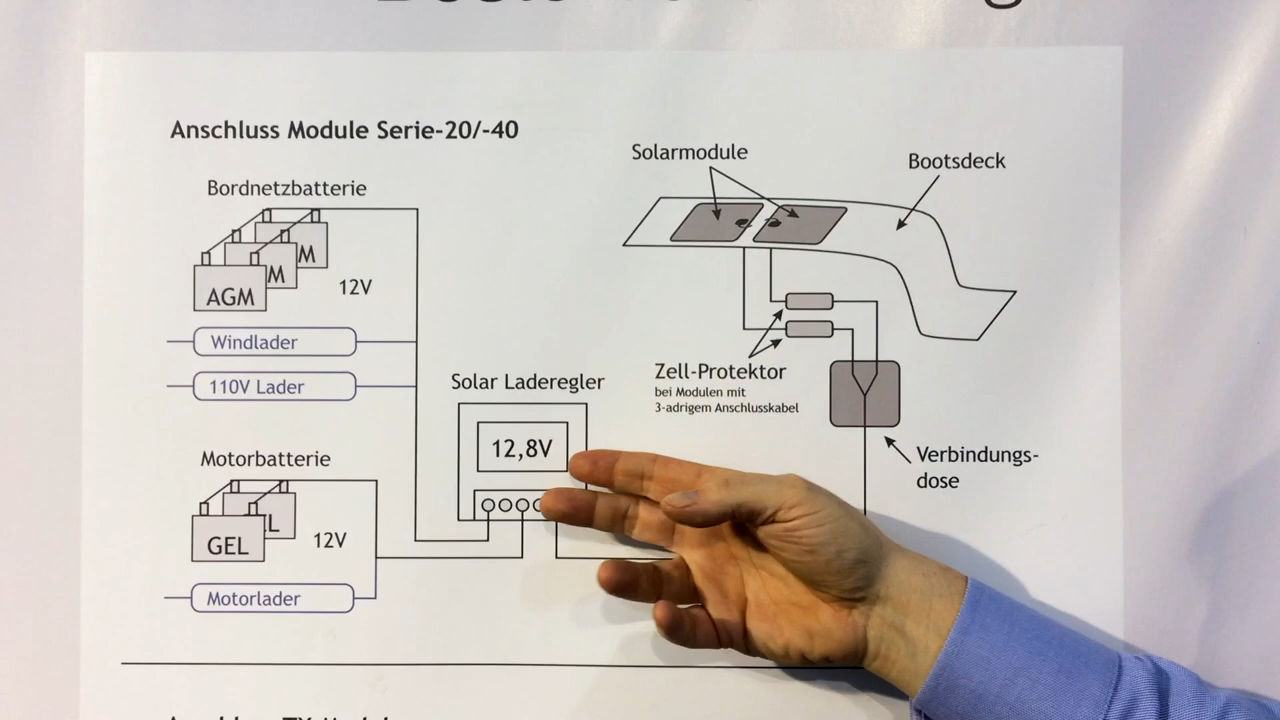 Anschluss Module Serie-20/-40
Bordnetzbatterie
M
M
AGM
12V
Windlader
110V Lader
Motorbatterie
L
GEL
12V
Motorlader
Solar Laderegler
12,8V
Solarmodule
Bootsdeck
Zell-Protektor
bei Modulen mit
3-adrigem Anschlusskabel
Verbindungs-
dose